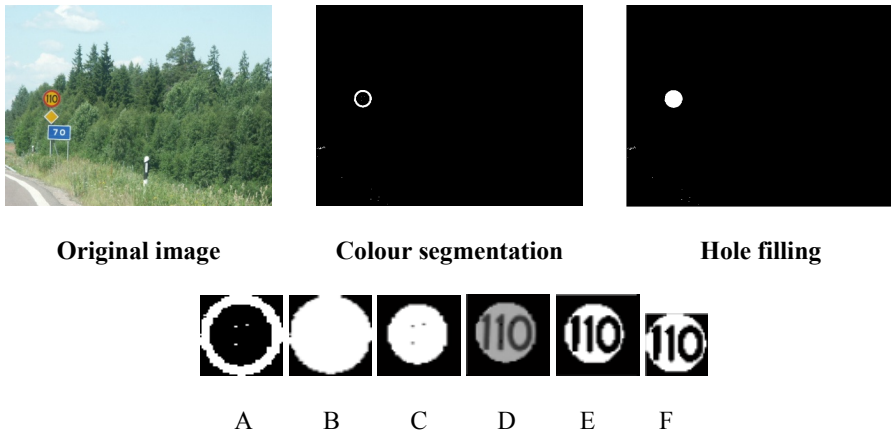 110
70
Original image Colour segmentation Hole filling
110 110 110
A B C D E F